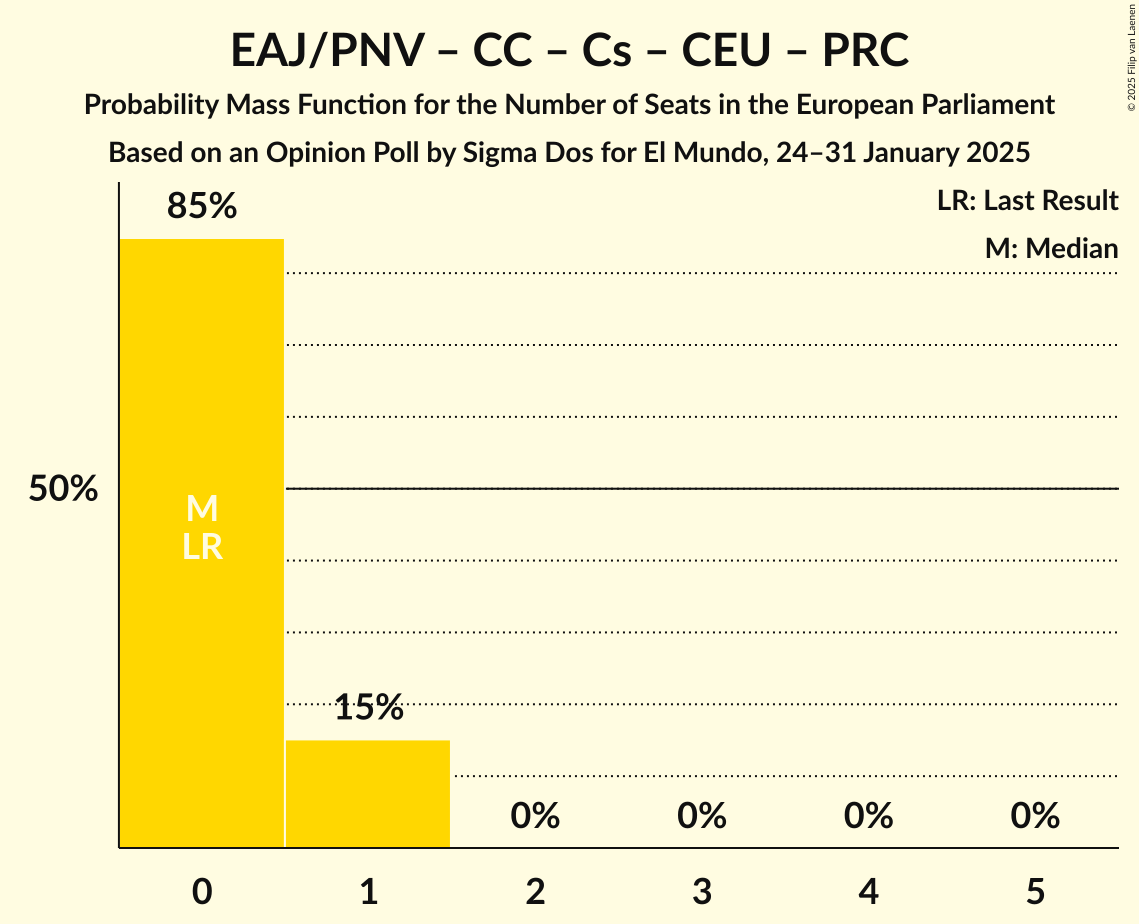 EAJ/PNV – CC – Cs – CEU – PRC
Probability Mass Function for the Number of Seats in the European Parliament
Based on an Opinion Poll by Sigma Dos for El Mundo, 24–31 January 2025
© 2025 Filip van Laenen
LR: Last Result
M: Median
85%
50%
M
LR
15%
0% 0% 0% 0%
0 1 2 3 4 5